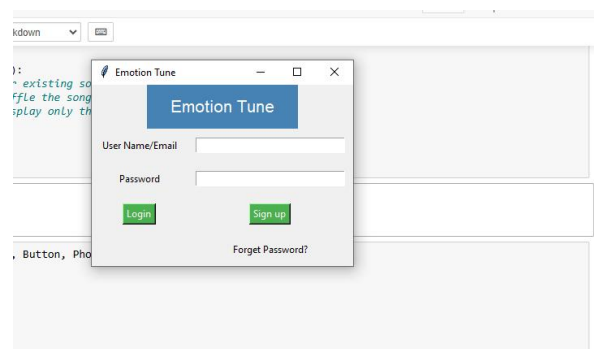 kdown
):
r existing so
ffle the song
splay only th
Emotion Tune
Emotion Tune
User Name/Email
Password
Login
Sign up
Forget Password?
, Button, Pho